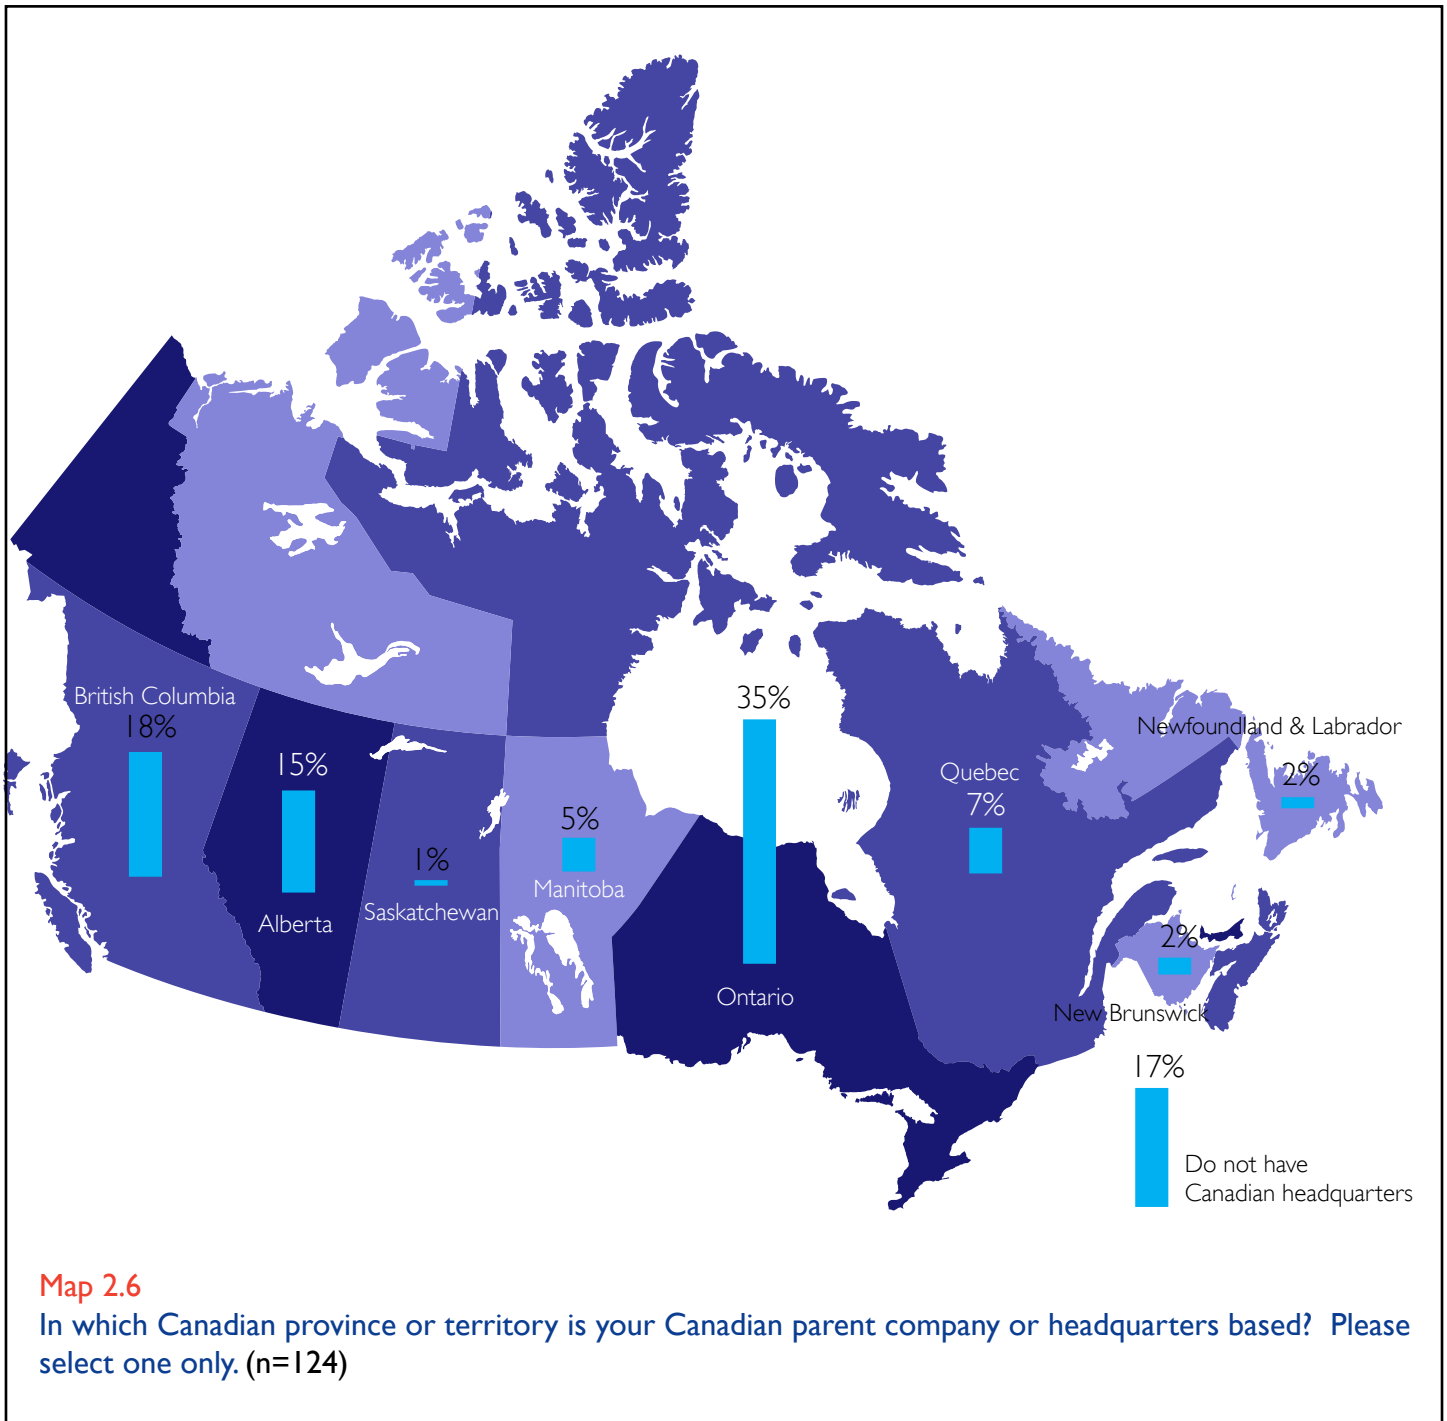 35%
British Columbia
18%
Newfoundland & Labrador
15%
Quebec
2%
7%
5%
1%
Manitoba
Saskatchewan
Alberta
2%
Ontario
New Brunswick
17%
Do not have
Canadian headquarters
Map 2.6
In which Canadian province or territory is your Canadian parent company or headquarters based?  Please
select one only. (n=124)